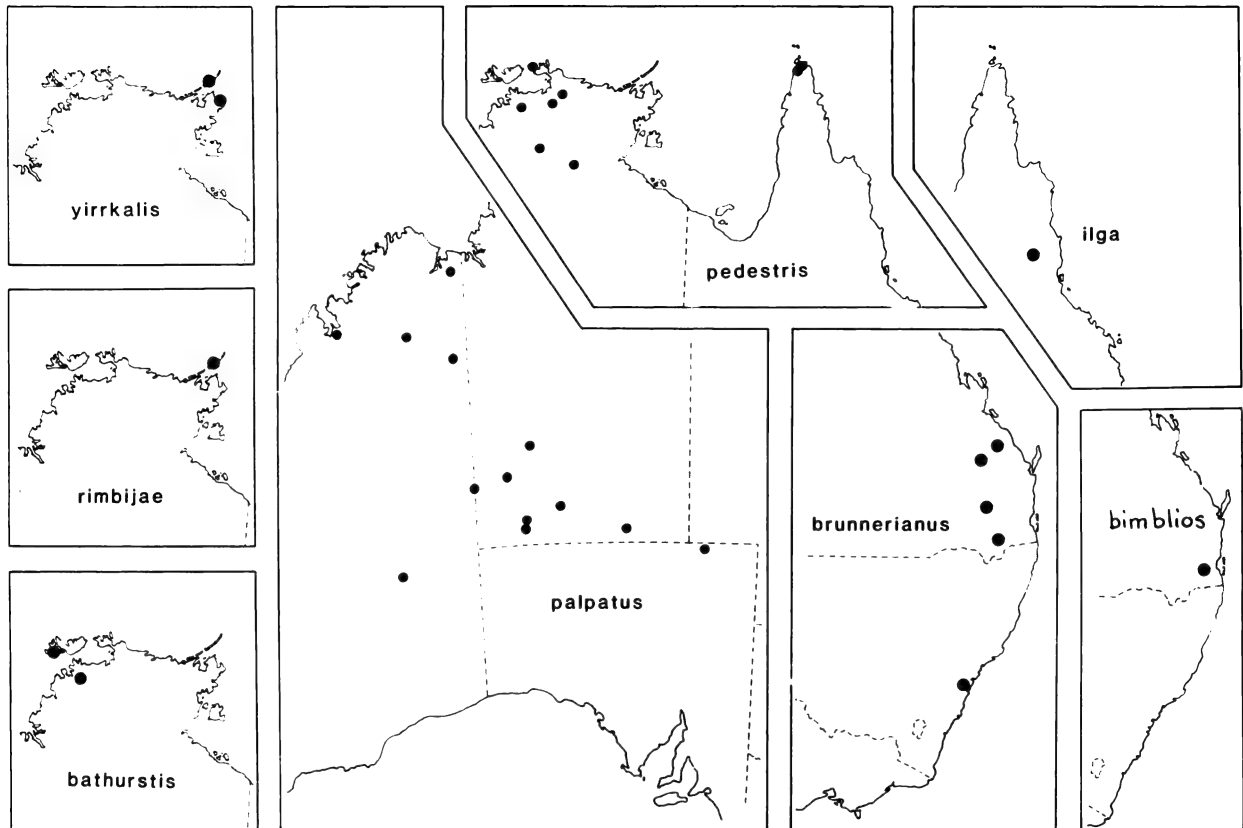 yirrkalis
rimbijae
bathurstis
palpatus
pedestris
ilga
brunnerianus
bimblios